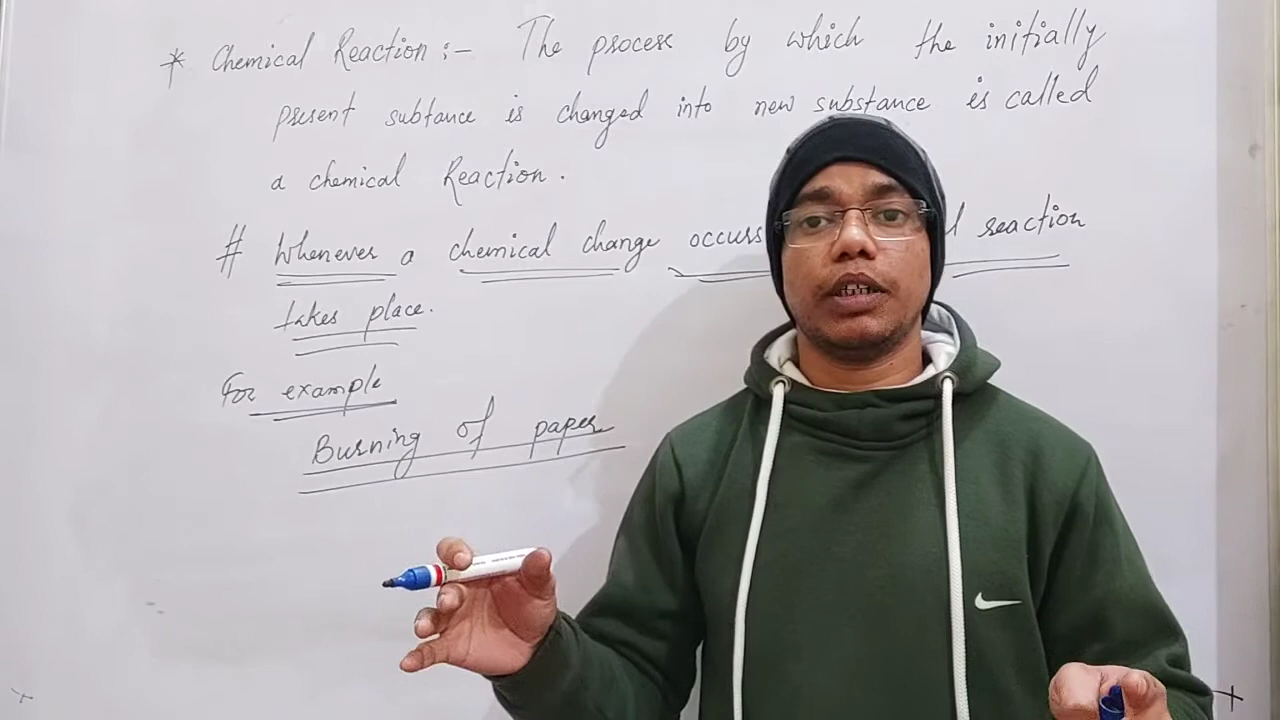 * Chemical Reaction :- The process by which the initially
present subtance is changed into new substance is called
a chemical Reaction.
# Whenever a chemical change occurs reaction
takes place.
For example
Burning of paper